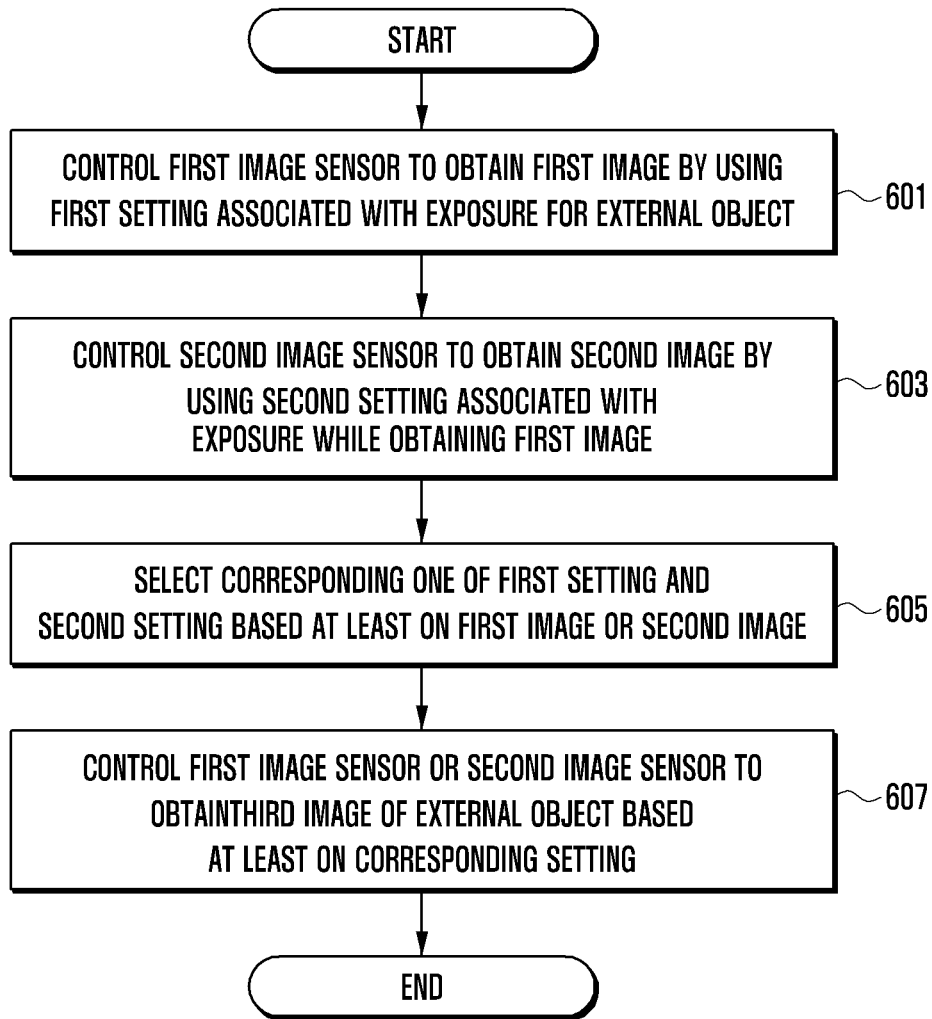 START
CONTROL FIRST IMAGE SENSOR TO OBTAIN FIRST IMAGE BY USING
FIRST SETTING ASSOCIATED WITH EXPOSURE FOR EXTERNAL OBJECT
601
CONTROL SECOND IMAGE SENSOR TO OBTAIN SECOND IMAGE BY
USING SECOND SETTING ASSOCIATED WITH
EXPOSURE WHILE OBTAINING FIRST IMAGE
603
SELECT CORRESPONDING ONE OF FIRST SETTING AND
SECOND SETTING BASED AT LEAST ON FIRST IMAGE OR SECOND IMAGE
605
CONTROL FIRST IMAGE SENSOR OR SECOND IMAGE SENSOR TO
OBTAINTHIRD IMAGE OF EXTERNAL OBJECT BASED
AT LEAST ON CORRESPONDING SETTING
607
END